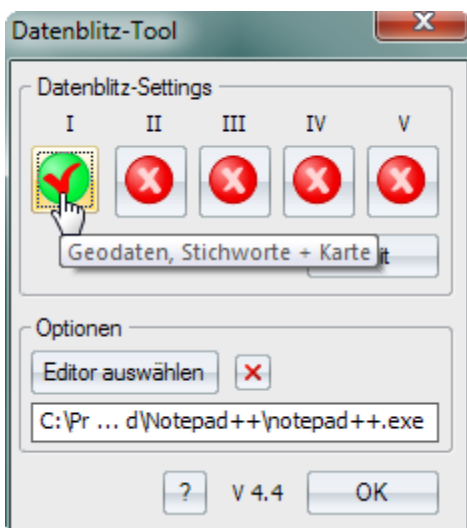 Datenblitz-Tool
Datenblitz-Settings
I II III IV V
Geodaten, Stichworte + Karte
Optionen
Editor auswählen
C:\Pr ... d\Notepad++\notepad++.exe
? V 4.4 OK